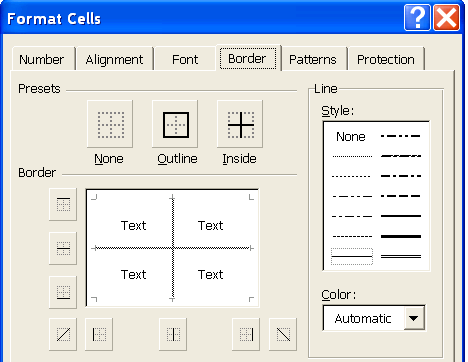 Format Cells
Number Alignment Font Border Patterns Protection
Presets
None Outline Inside
Border
Text Text
Text Text
Line
Style:
None
Color:
Automatic